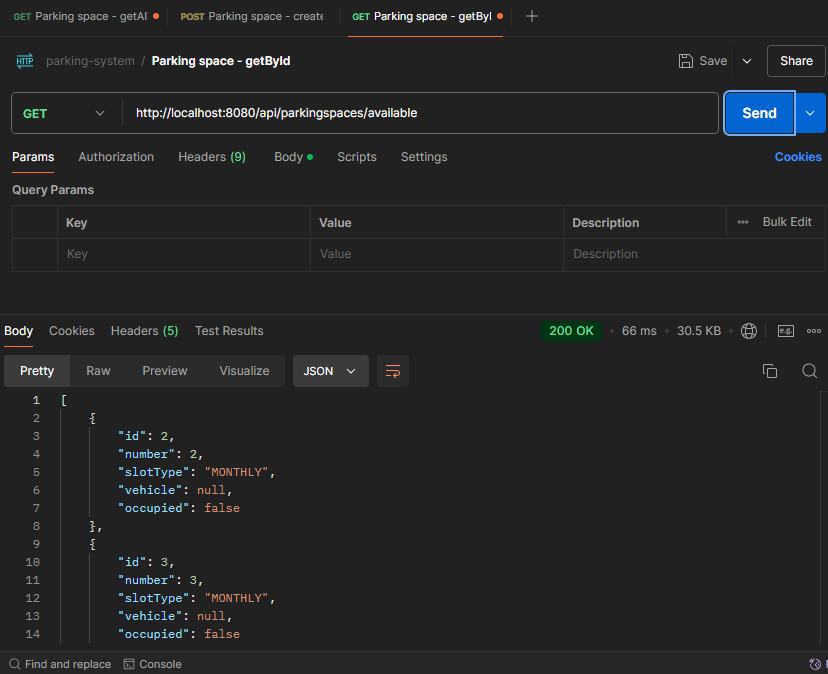 GET Parking space - getAl POST Parking space - create GET Parking space - getByl
HTTP parking-system / Parking space - getById Save Share
GET http://localhost:8080/api/parkingspaces/available Send
Params Authorization Headers (9) Body Scripts Settings Cookies
Query Params
Key Value Description Bulk Edit
Key Value Description
Body Cookies Headers (5) Test Results 200 OK 66 ms 30.5 KB e.g.
Pretty Raw Preview Visualize JSON
1 [
2 {
3 "id": 2,
4 "number": 2,
5 "slotType": "MONTHLY",
6 "vehicle": null,
7 "occupied": false
8 },
9 {
10 "id": 3,
11 "number": 3,
12 "slotType": "MONTHLY",
13 "vehicle": null,
14 "occupied": false
Find and replace Console